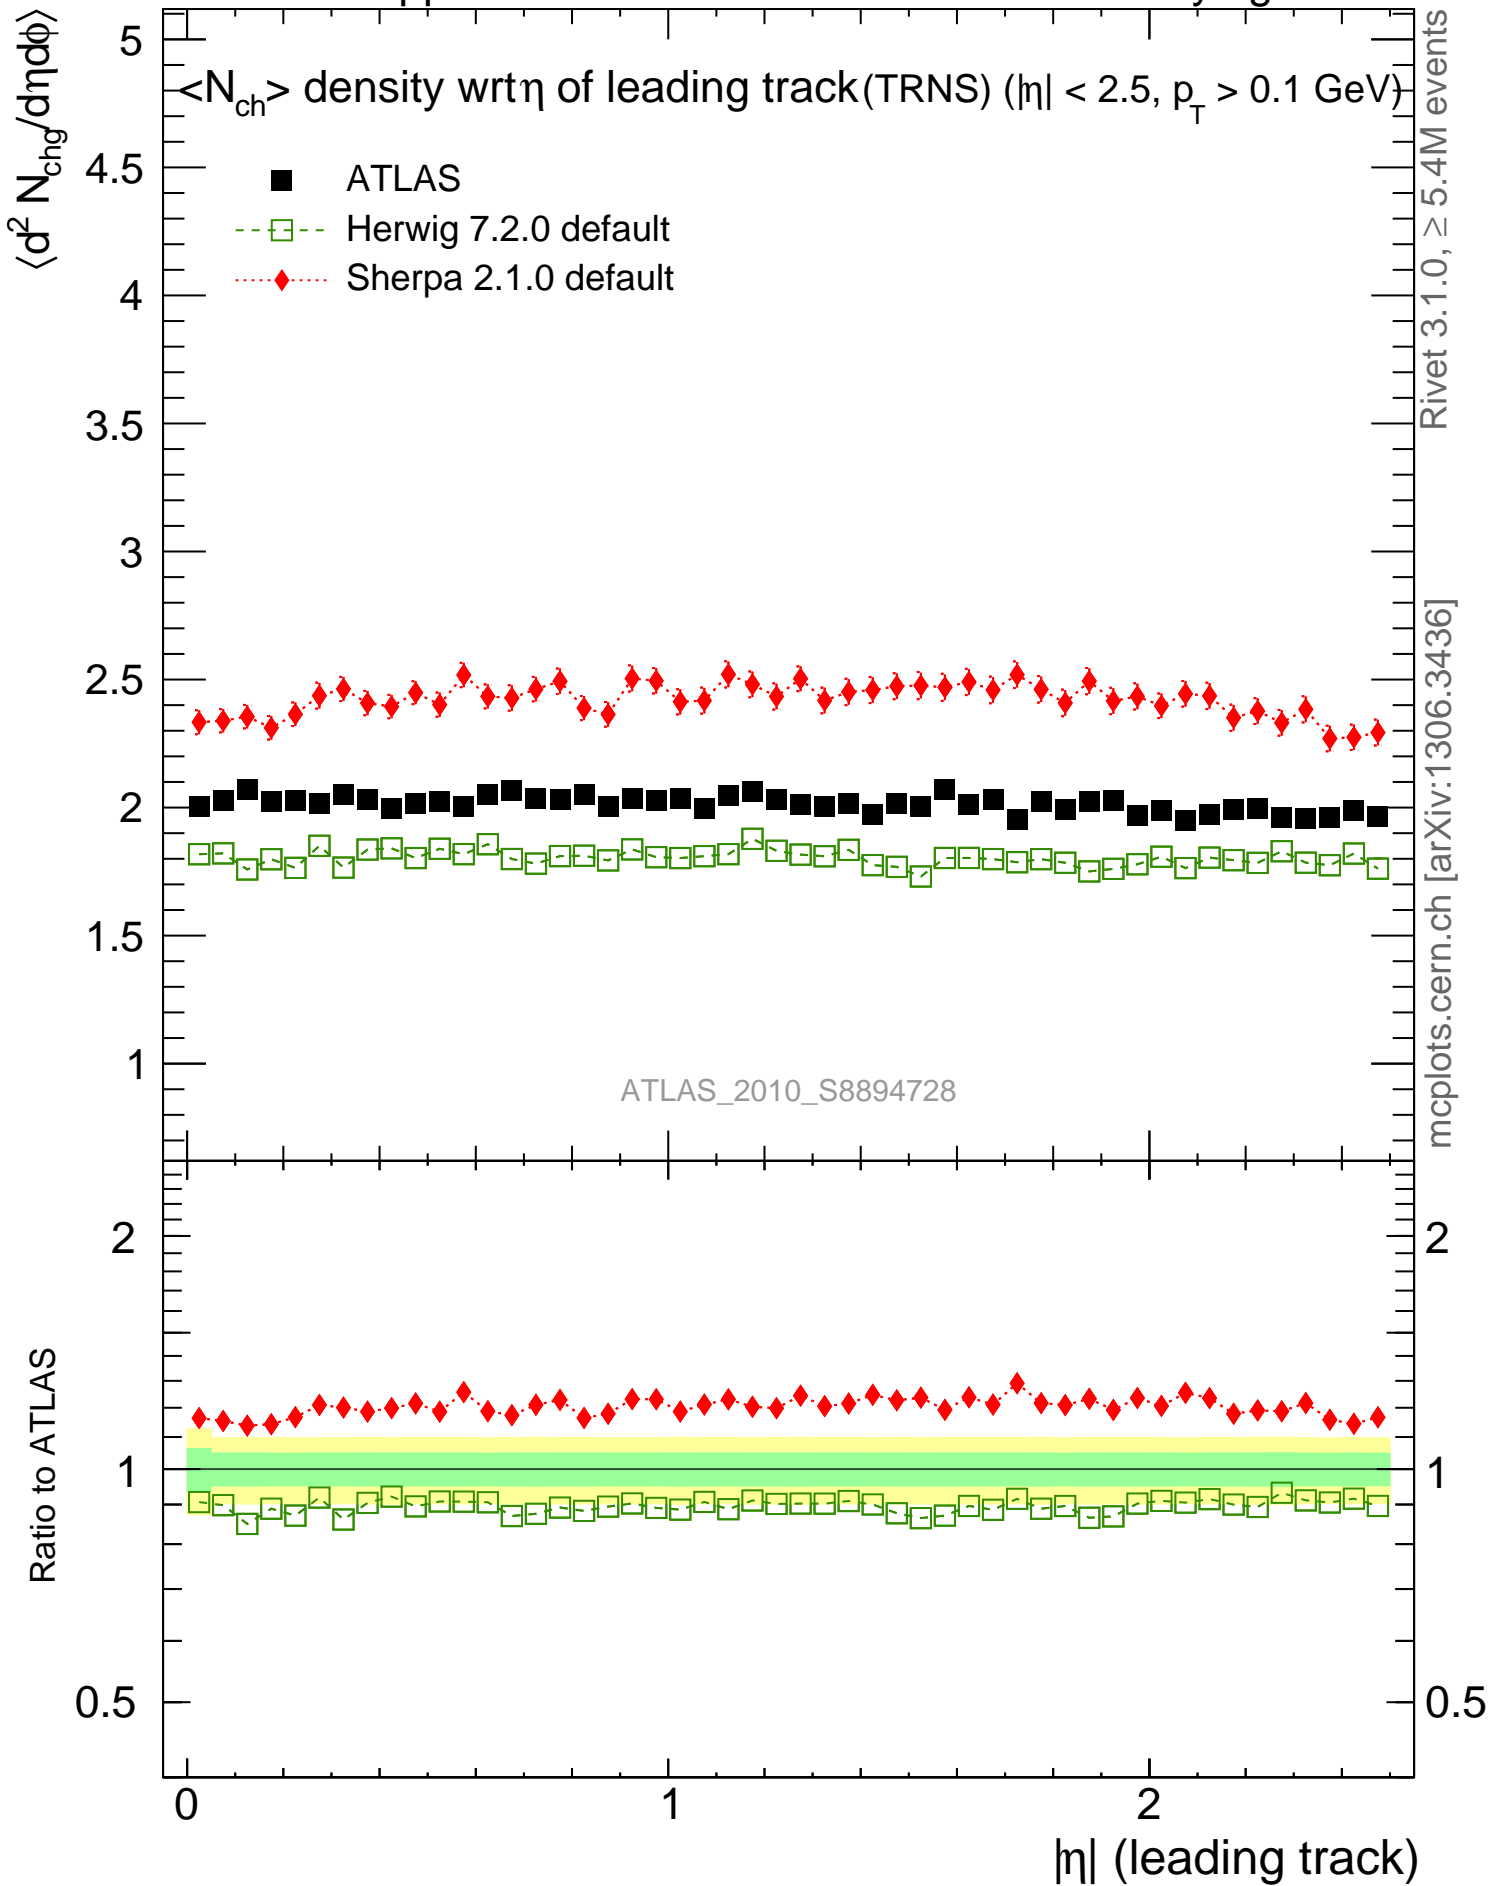 <N_ch> density wrt η of leading track (TRNS) (|η| < 2.5, p_T > 0.1 GeV)
⟨d² N_chg/dηdϕ⟩
ATLAS
Herwig 7.2.0 default
Sherpa 2.1.0 default
5
4.5
4
3.5
3
2.5
2
1.5
1
ATLAS_2010_S8894728
Rivet 3.1.0, ≥ 5.4M events
mcplots.cern.ch [arXiv:1306.3436]
Ratio to ATLAS
2
1
0.5
2
1
0.5
0
1
2
|η| (leading track)